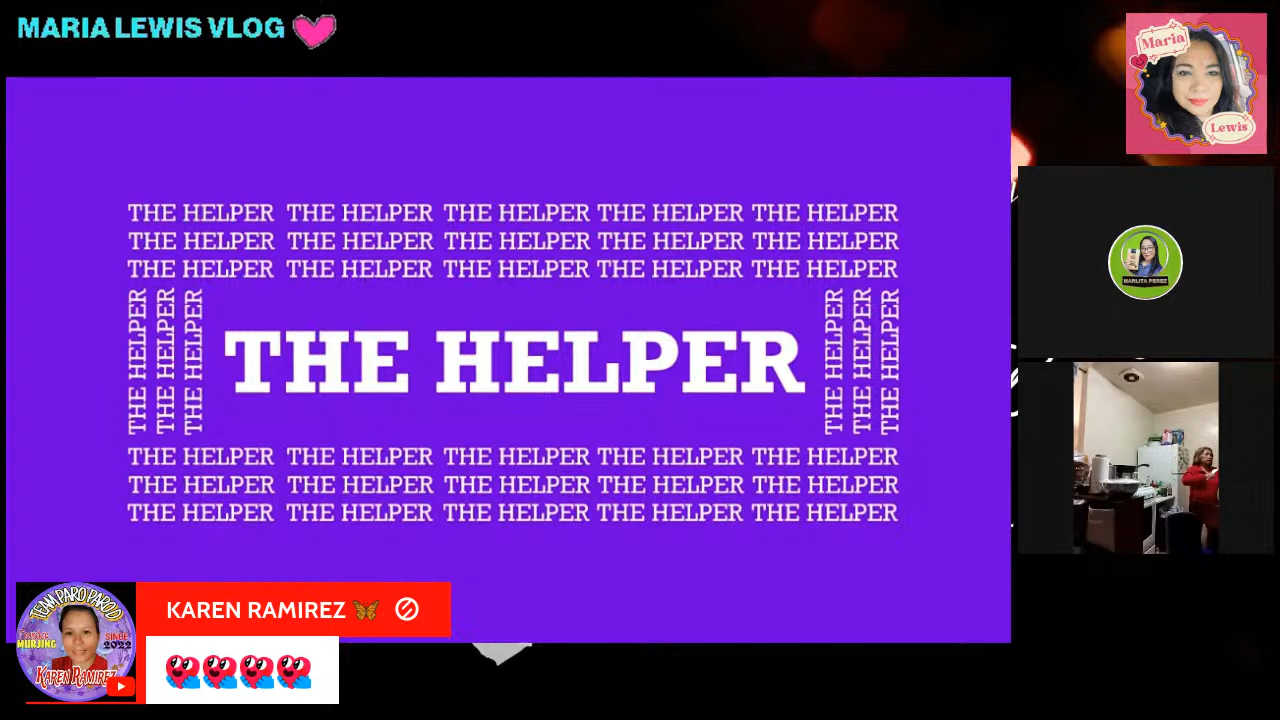 MARIA LEWIS VLOG
Maria
Lewis
THE HELPER THE HELPER THE HELPER THE HELPER THE HELPER
THE HELPER THE HELPER THE HELPER THE HELPER THE HELPER
THE HELPER THE HELPER THE HELPER THE HELPER THE HELPER
THE HELPER
THE HELPER
THE HELPER
THE HELPER
THE HELPER
THE HELPER
THE HELPER
THE HELPER THE HELPER THE HELPER THE HELPER THE HELPER
THE HELPER THE HELPER THE HELPER THE HELPER THE HELPER
THE HELPER THE HELPER THE HELPER THE HELPER THE HELPER
MARLITA PEREZ
TEAM PARO PARO
MURJING
SINCE
2022
KAREN RAMIREZ
KAREN RAMIREZ 🦋